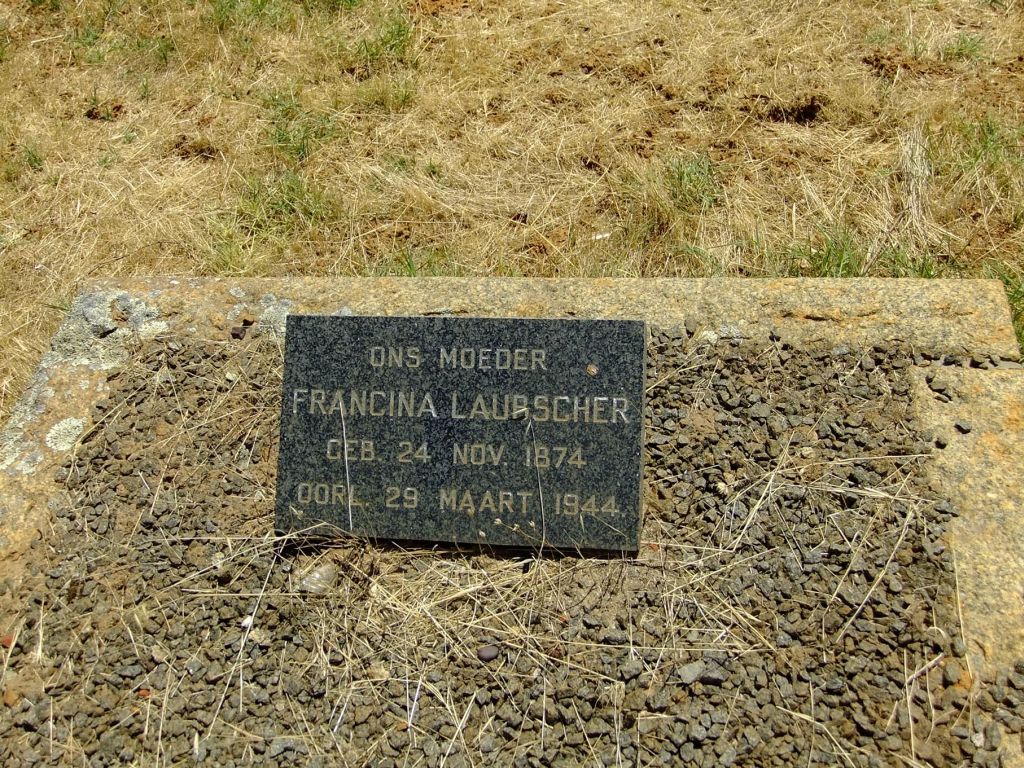 ONS MOEDER
FRANCINA LAUBSCHER
GEB. 24 NOV. 1874
OORL. 29 MAART 1944.